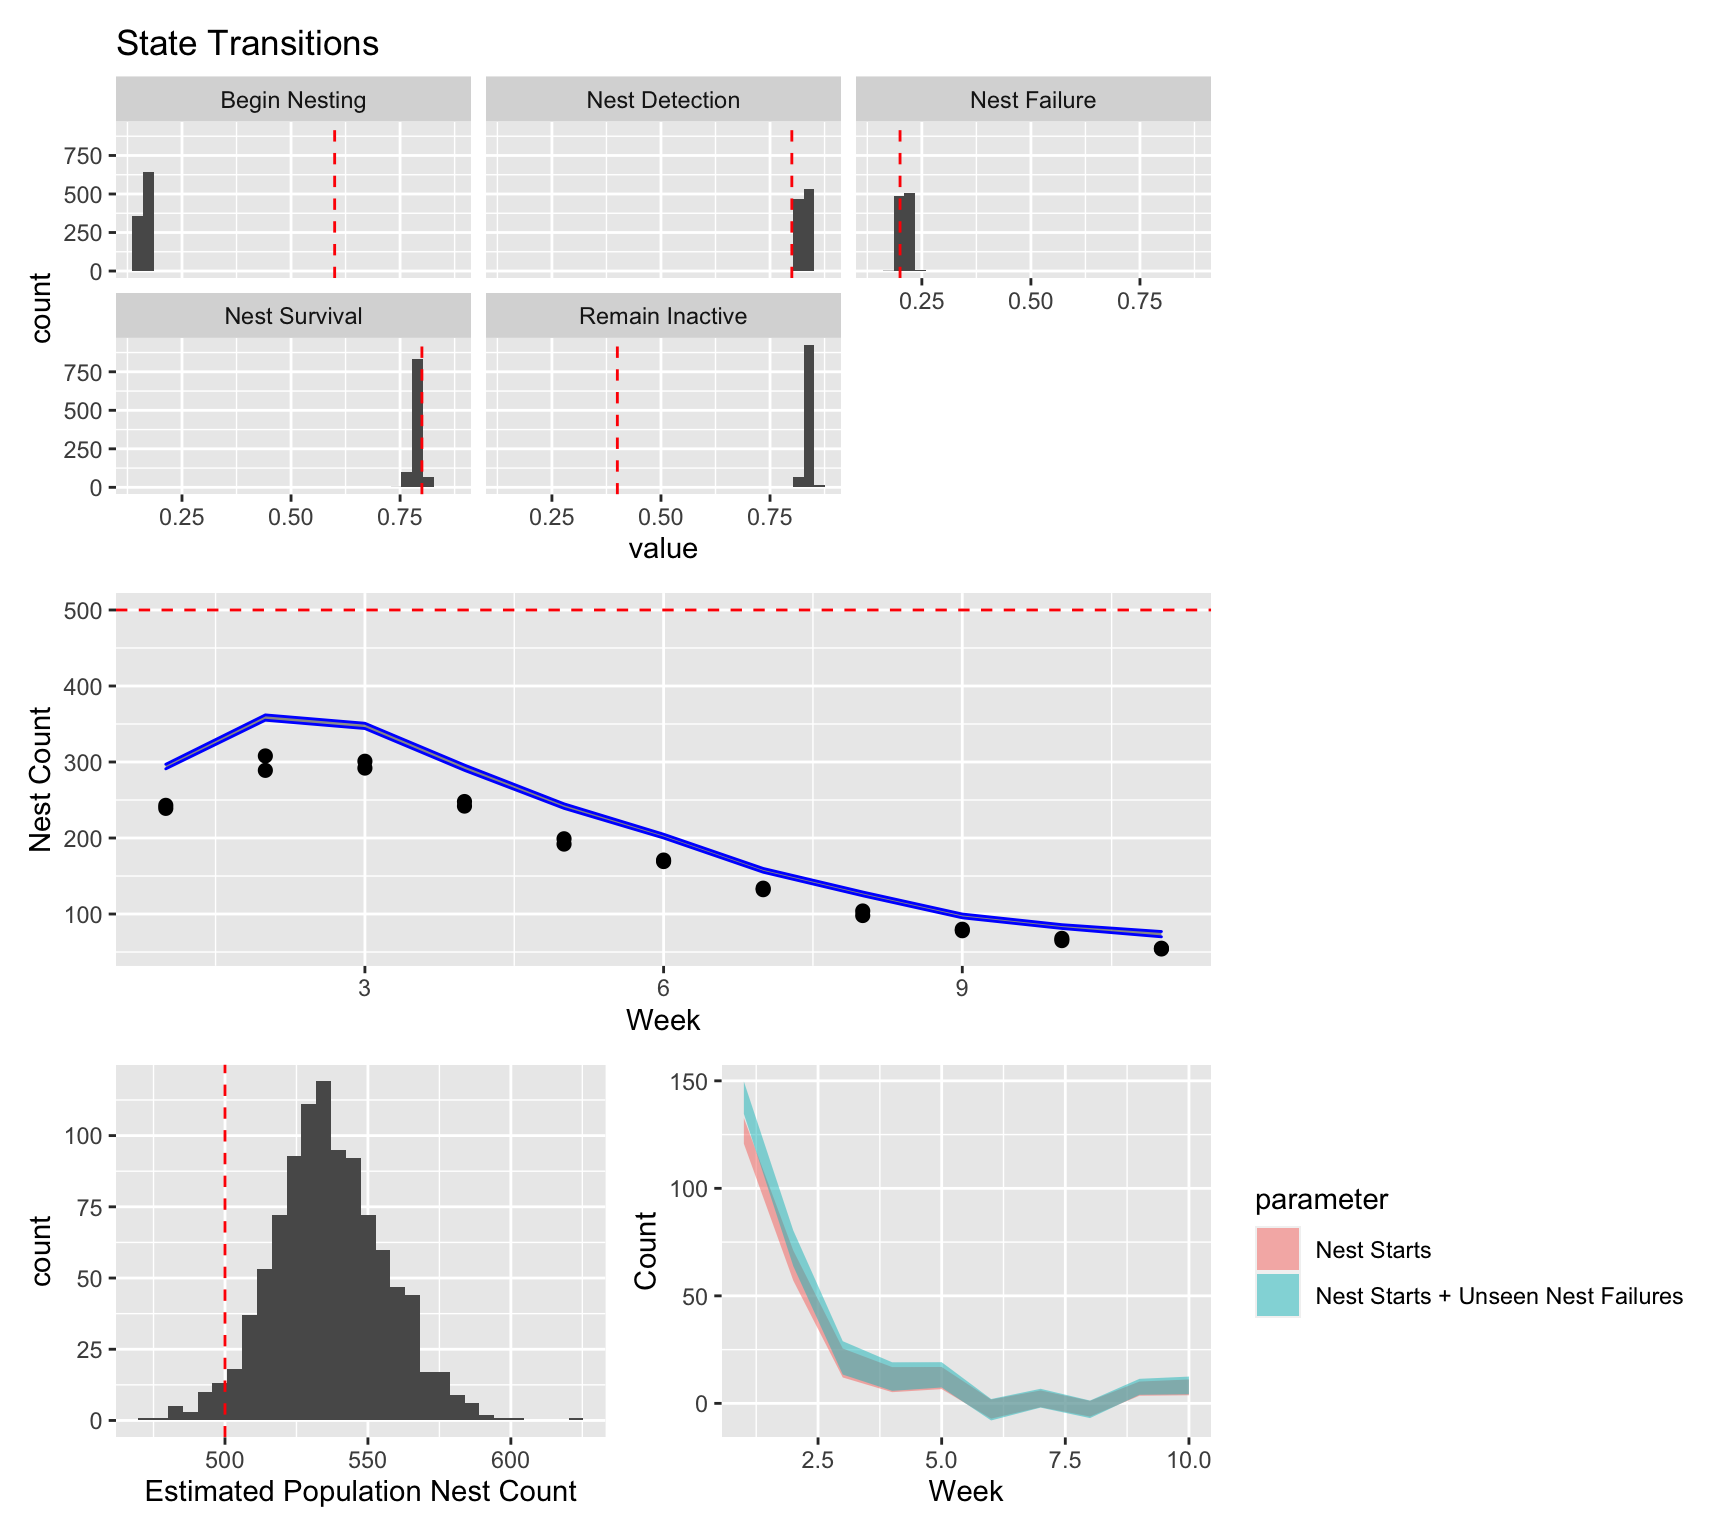 State Transitions
Begin Nesting
Nest Detection
Nest Failure
750
500
250
0
0.25 0.50 0.75
count
Nest Survival
Remain Inactive
750
500
250
0
0.25 0.50 0.75
0.25 0.50 0.75
value
500
400
300
200
100
Nest Count
3 6 9
Week
100
75
50
25
0
count
500 550 600
Estimated Population Nest Count
150
100
50
0
Count
2.5 5.0 7.5 10.0
Week
parameter
Nest Starts
Nest Starts + Unseen Nest Failures